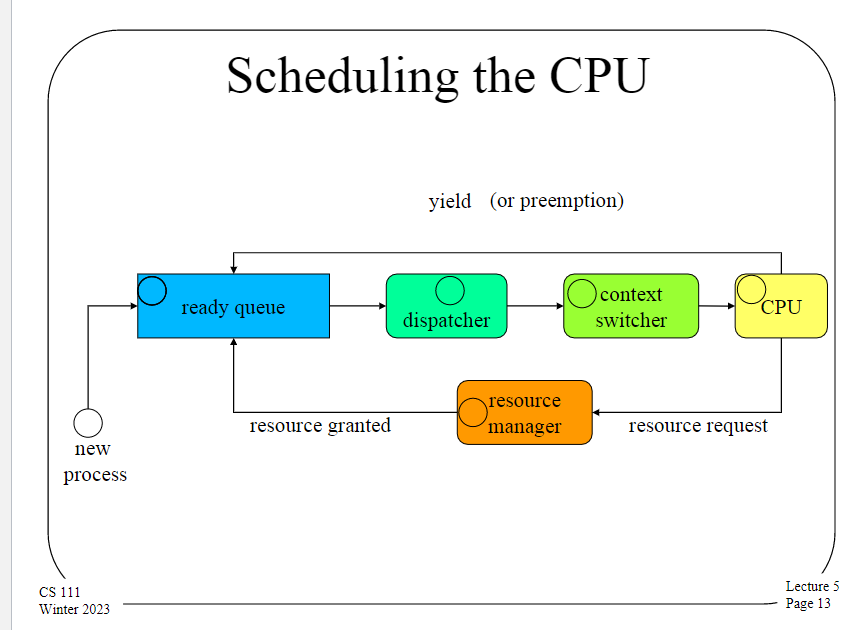 Scheduling the CPU
yield (or preemption)
ready queue
dispatcher
context
switcher
CPU
resource
manager
resource granted
resource request
new
process
CS 111
Winter 2023
Lecture 5
Page 13